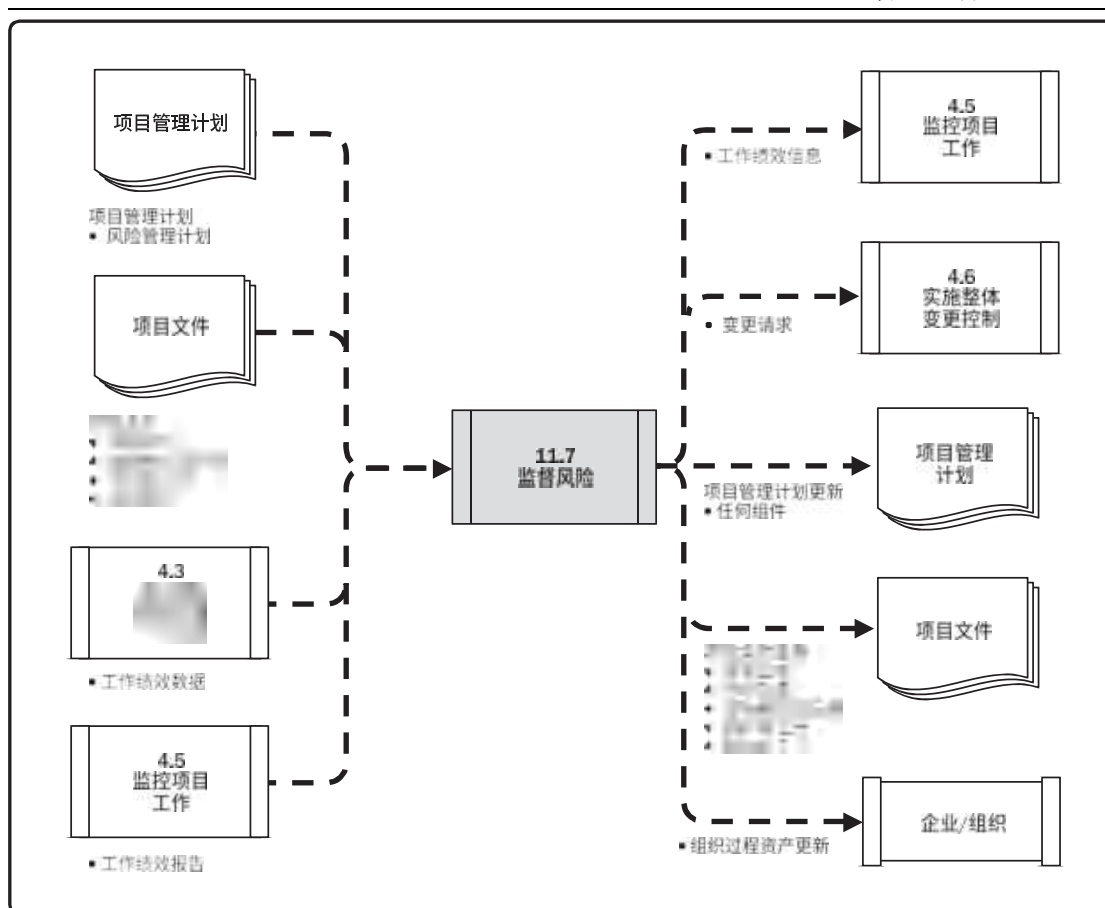 项目管理计划
项目管理计划
▪ 风险管理计划
项目文件
4.3
▪ 工作绩效数据
4.5
监控项目
工作
▪ 工作绩效报告
11.7
监督风险
4.5
监控项目
工作
▪ 工作绩效信息
4.6
实施整体
变更控制
▪ 变更请求
项目管理
计划
项目管理计划更新
▪ 任何组件
项目文件
企业/组织
▪ 组织过程资产更新